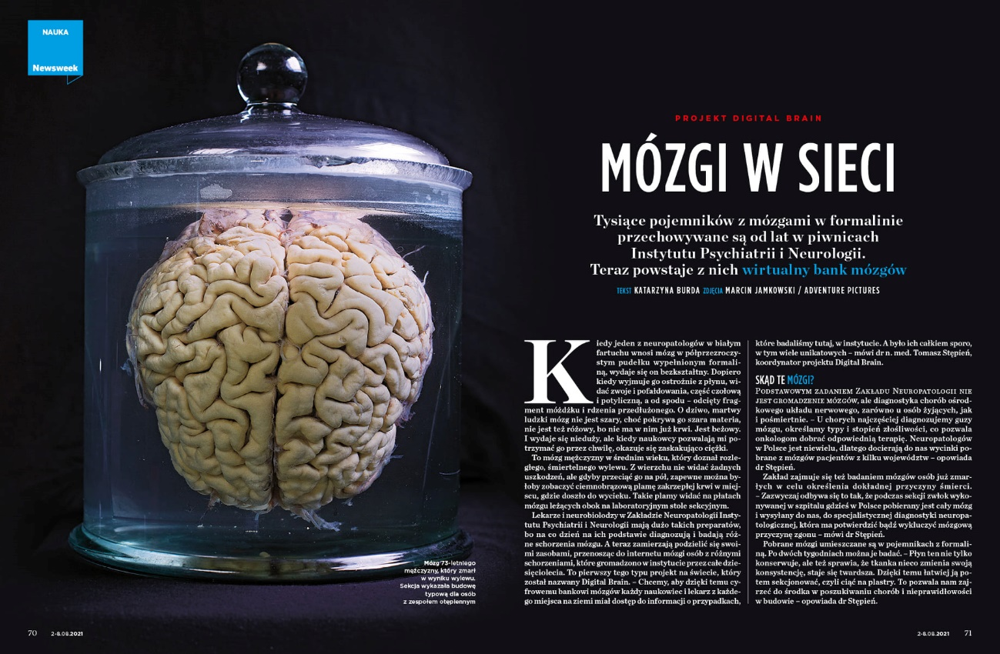 NAUKA
Newsweek
PROJEKT DIGITAL BRAIN
MÓZGI W SIECI
Tysiące pojemników z mózgami w formalinie
przechowywane są od lat w piwnicach
Instytutu Psychiatrii i Neurologii.
Teraz powstaje z nich wirtualny bank mózgów
TEKST KATARZYNA BURDA ZDJĘCIA MARCIN JAMKOWSKI / ADVENTURE PICTURES
Kiedy jeden z neuropatologów w białym
fartuchu wnosi mózg w półprzezroczy-
stym pudełku wypełnionym formali-
ną, wydaje się on bezkształtny. Dopiero
kiedy wyjmuje go ostrożnie z płynu, wi-
dać zwoje i pofałdowania, część czołową
i potyliczną, a od spodu – odcięty frag-
ment móżdżku i rdzenia przedłużonego. O dziwo, martwy
ludzki mózg nie jest szary, choć pokrywa go szara materia,
nie jest też różowy, bo nie ma w nim już krwi. Jest beżowy.
I wydaje się nieduży, ale kiedy naukowcy pozwalają mi po-
trzymać go przez chwilę, okazuje się zaskakująco ciężki.
To mózg mężczyzny w średnim wieku, który doznał rozle-
głego, śmiertelnego wylewu. Z wierzchu nie widać żadnych
uszkodzeń, ale gdyby przeciąć go na pół, zapewne można by-
łoby zobaczyć ciemnobrązową plamę zakrzepłej krwi w miej-
scu, gdzie doszło do wycieku. Takie plamy widać na płatach
mózgu leżących obok na laboratoryjnym stole sekcyjnym.
Lekarze i neurobiolodzy w Zakładzie Neuropatologii Insty-
tutu Psychiatrii i Neurologii mają dużo takich preparatów,
bo na co dzień na ich podstawie diagnozują i badają róż-
ne schorzenia mózgu. A teraz zamierzają podzielić się swoi-
mi zasobami, przenosząc do internetu mózgi osób z różnymi
schorzeniami, które gromadzono w instytucie przez całe dzie-
sięciolecia. To pierwszy tego typu projekt na świecie, który
został nazwany Digital Brain. – Chcemy, aby dzięki temu cy-
frowemu bankowi mózgów każdy naukowiec i lekarz z każde-
go miejsca na ziemi miał dostęp do informacji o przypadkach,
które badaliśmy tutaj, w instytucie. A było ich całkiem sporo,
w tym wiele unikatowych – mówi dr n. med. Tomasz Stępień,
koordynator projektu Digital Brain.
SKĄD TE MÓZGI?
PODSTAWOWYM ZADANIEM ZAKŁADU NEUROPATOLOGII NIE
JEST GROMADZENIE MÓZGÓW, ale diagnostyka chorób ośrod-
kowego układu nerwowego, zarówno u osób żyjących, jak
i pośmiertnie. – U chorych najczęściej diagnozujemy guzy
mózgu, określamy typy i stopień złośliwości, co pozwala
onkologom dobrać odpowiednią terapię. Neuropatologów
w Polsce jest niewielu, dlatego docierają do nas wycinki po-
brane z mózgów pacjentów z kilku województw – opowiada
dr Stępień.
Zakład zajmuje się też badaniem mózgów osób już zmar-
łych w celu określenia dokładnej przyczyny śmierci.
– Zazwyczaj odbywa się to tak, że podczas sekcji zwłok wyko-
nywanej w szpitalu gdzieś w Polsce pobierany jest cały mózg
i wysyłany do nas, do specjalistycznej diagnostyki neuropa-
tologicznej, która ma potwierdzić bądź wykluczyć mózgową
przyczynę zgonu – mówi dr Stępień.
Pobrane mózgi umieszczane są w pojemnikach z formali-
ną. Po dwóch tygodniach można je badać. – Płyn ten nie tylko
konserwuje, ale też sprawia, że tkanka nieco zmienia swoją
konsystencję, staje się twardsza. Dzięki temu łatwiej ją po-
tem sekcjonować, czyli ciąć na plastry. To pozwala nam zaj-
rzeć do środka w poszukiwaniu chorób i nieprawidłowości
w budowie – opowiada dr Stępień.
Mózg 73-letniego
mężczyzny, który zmarł
w wyniku wylewu.
Sekcja wykazała budowę
typową dla osób
z zespołem otępiennym
70 2-8.08.2021
2-8.08.2021 71